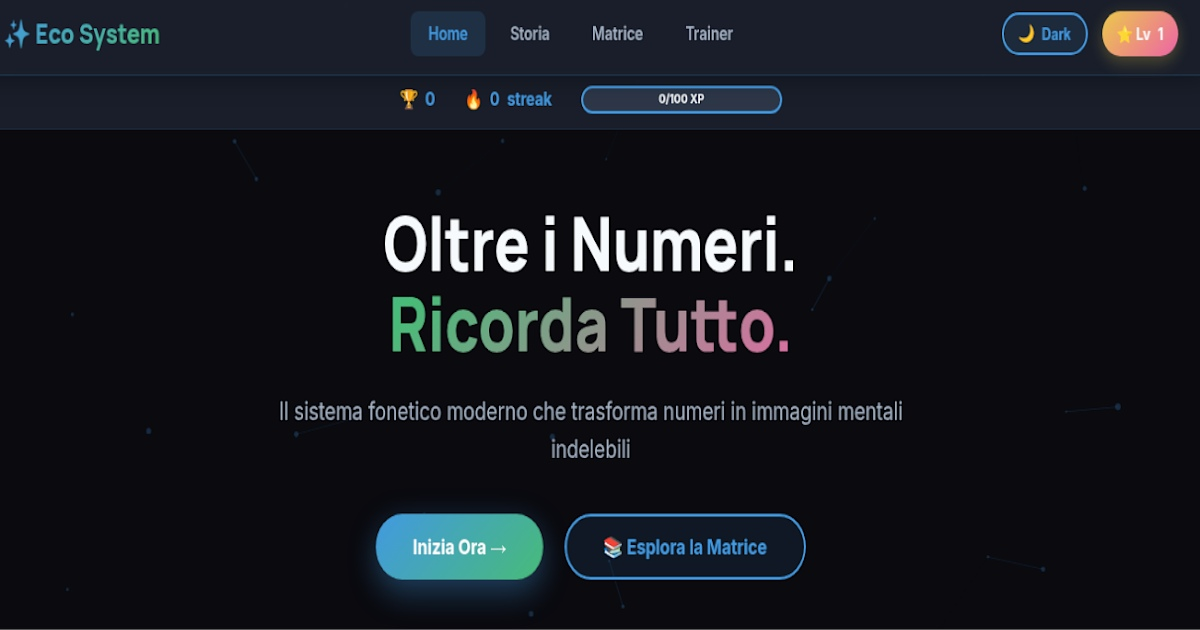 Eco System
Home Storia Matrice Trainer
Dark
Lv 1
0
0 streak
0/100 XP
Oltre i Numeri.
Ricorda Tutto.
Il sistema fonetico moderno che trasforma numeri in immagini mentali
indelebili
Inizia Ora →
Esplora la Matrice